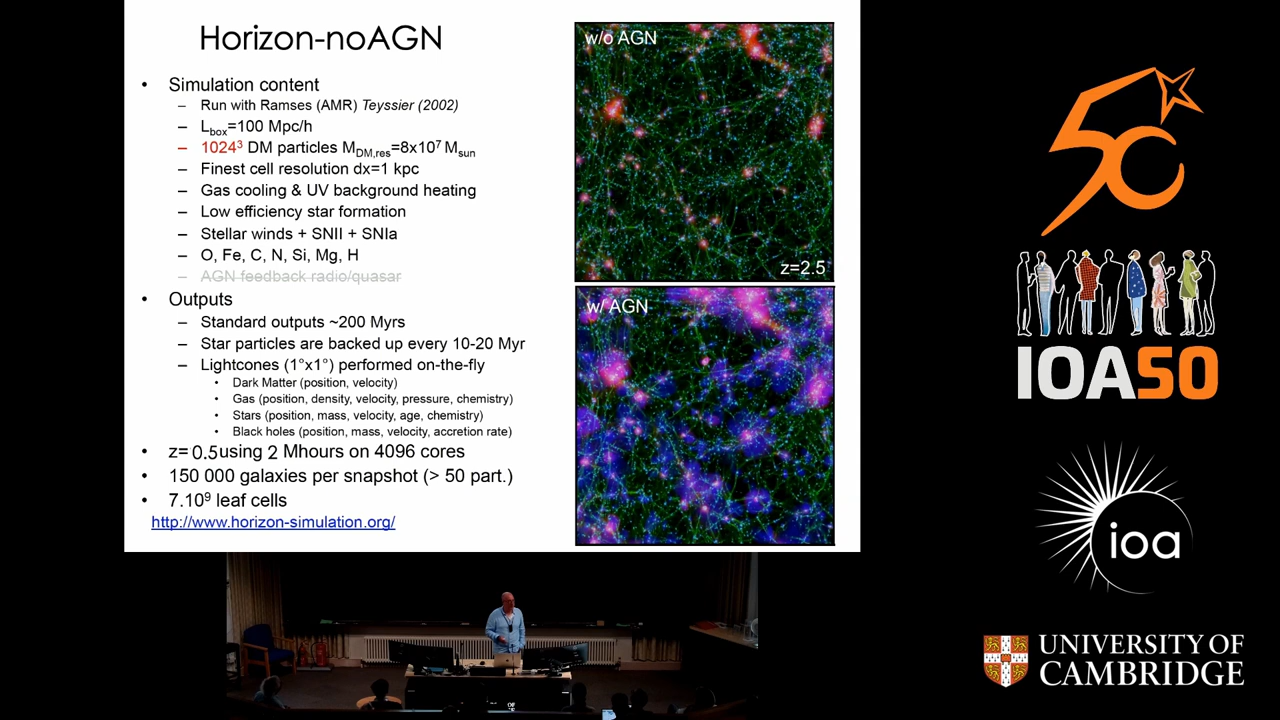 Horizon-noAGN
• Simulation content
– Run with Ramses (AMR) Teyssier (2002)
– Lbox=100 Mpc/h
– 1024³ DM particles MDM,res=8x10⁷ Msun
– Finest cell resolution dx=1 kpc
– Gas cooling & UV background heating
– Low efficiency star formation
– Stellar winds + SNII + SNIa
– O, Fe, C, N, Si, Mg, H
– AGN feedback radio/quasar
• Outputs
– Standard outputs ~200 Myrs
– Star particles are backed up every 10-20 Myr
– Lightcones (1°x1°) performed on-the-fly
• Dark Matter (position, velocity)
• Gas (position, density, velocity, pressure, chemistry)
• Stars (position, mass, velocity, age, chemistry)
• Black holes (position, mass, velocity, accretion rate)
• z= 0.5 using 2 Mhours on 4096 cores
• 150 000 galaxies per snapshot (> 50 part.)
• 7.10⁹ leaf cells
http://www.horizon-simulation.org/
w/o AGN
z=2.5
w/ AGN
50
IOA50
ioa
UNIVERSITY OF
CAMBRIDGE